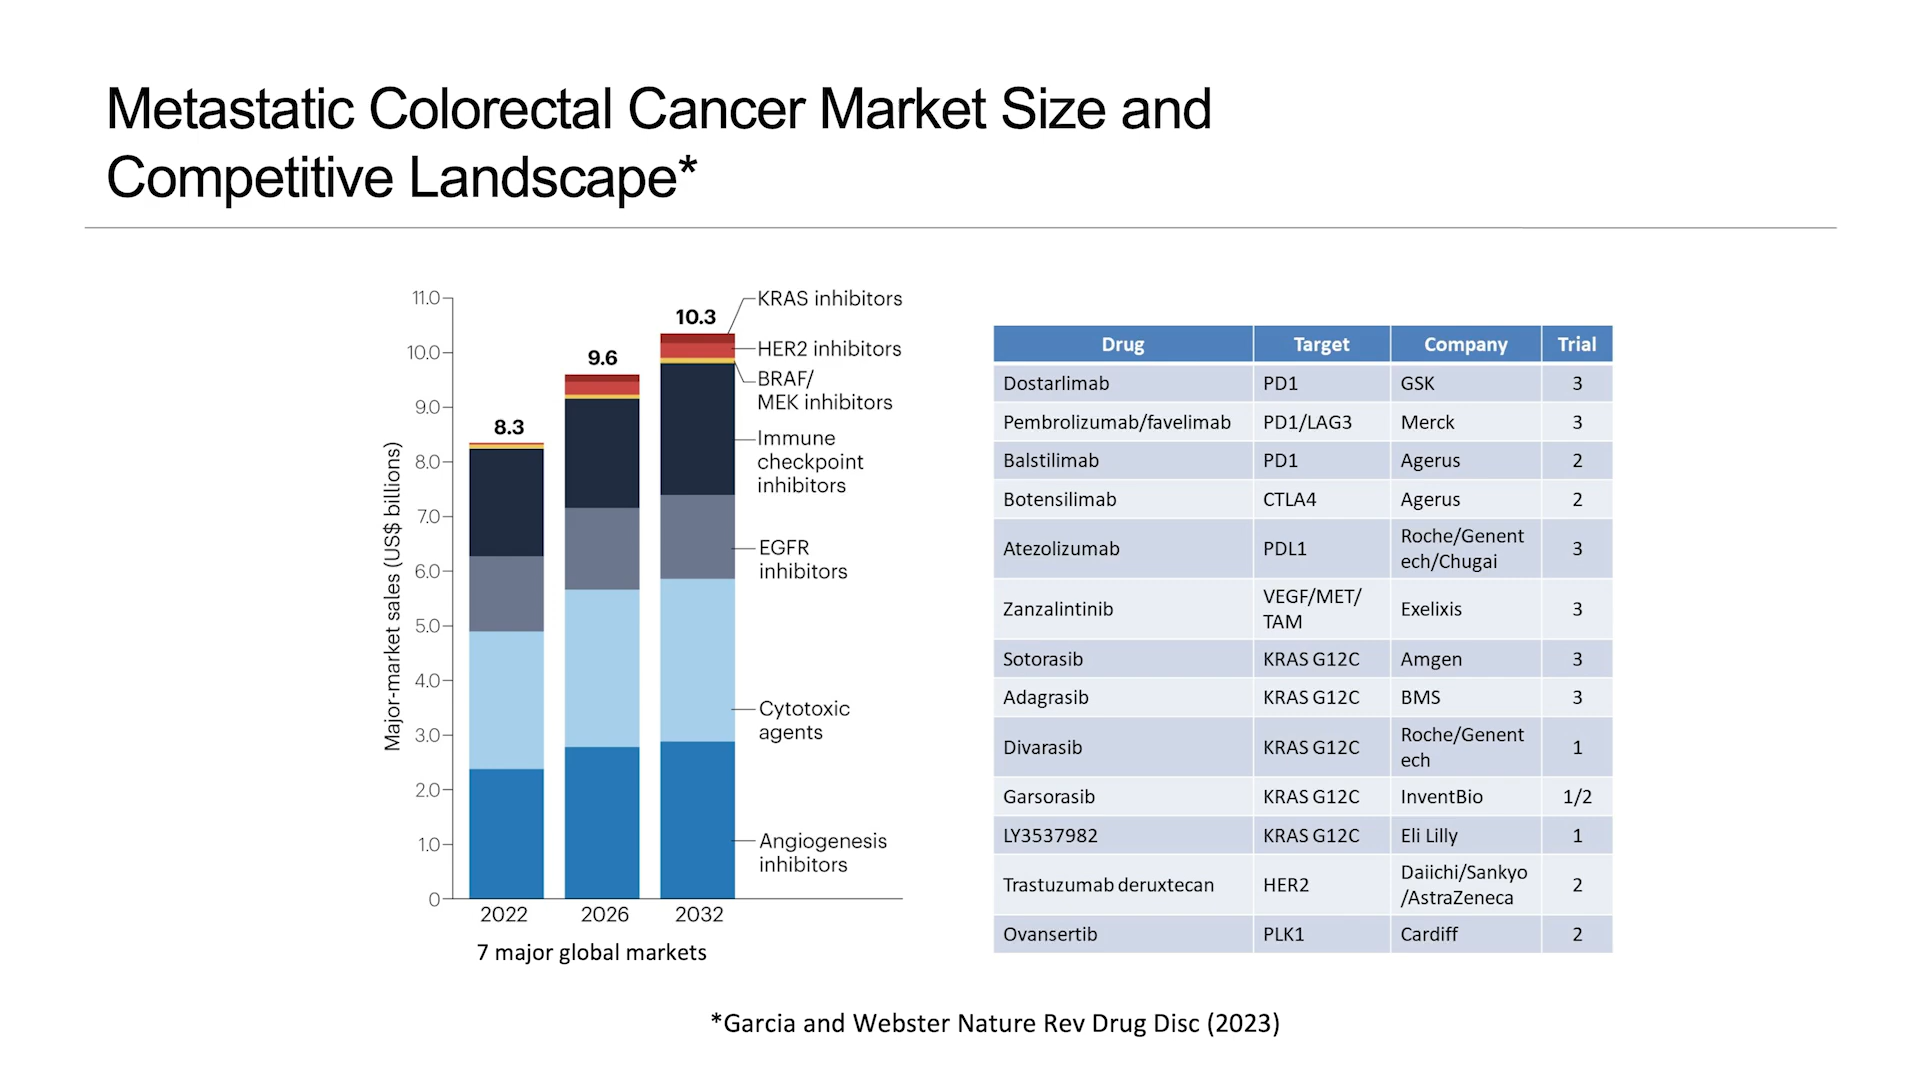 Metastatic Colorectal Cancer Market Size and
Competitive Landscape*
Major-market sales (US$ billions)
11.0
10.0
9.0
8.0
7.0
6.0
5.0
4.0
3.0
2.0
1.0
0
8.3
9.6
10.3
2022
2026
2032
KRAS inhibitors
HER2 inhibitors
BRAF/
MEK inhibitors
Immune
checkpoint
inhibitors
EGFR
inhibitors
Cytotoxic
agents
Angiogenesis
inhibitors
7 major global markets
Drug Target Company Trial
Dostarlimab PD1 GSK 3
Pembrolizumab/favelimab PD1/LAG3 Merck 3
Balstilimab PD1 Agerus 2
Botensilimab CTLA4 Agerus 2
Atezolizumab PDL1 Roche/Genent
ech/Chugai 3
Zanzalintinib VEGF/MET/
TAM Exelixis 3
Sotorasib KRAS G12C Amgen 3
Adagrasib KRAS G12C BMS 3
Divarasib KRAS G12C Roche/Genent
ech 1
Garsorasib KRAS G12C InventBio 1/2
LY3537982 KRAS G12C Eli Lilly 1
Trastuzumab deruxtecan HER2 Daiichi/Sankyo
/AstraZeneca 2
Ovansertib PLK1 Cardiff 2
*Garcia and Webster Nature Rev Drug Disc (2023)